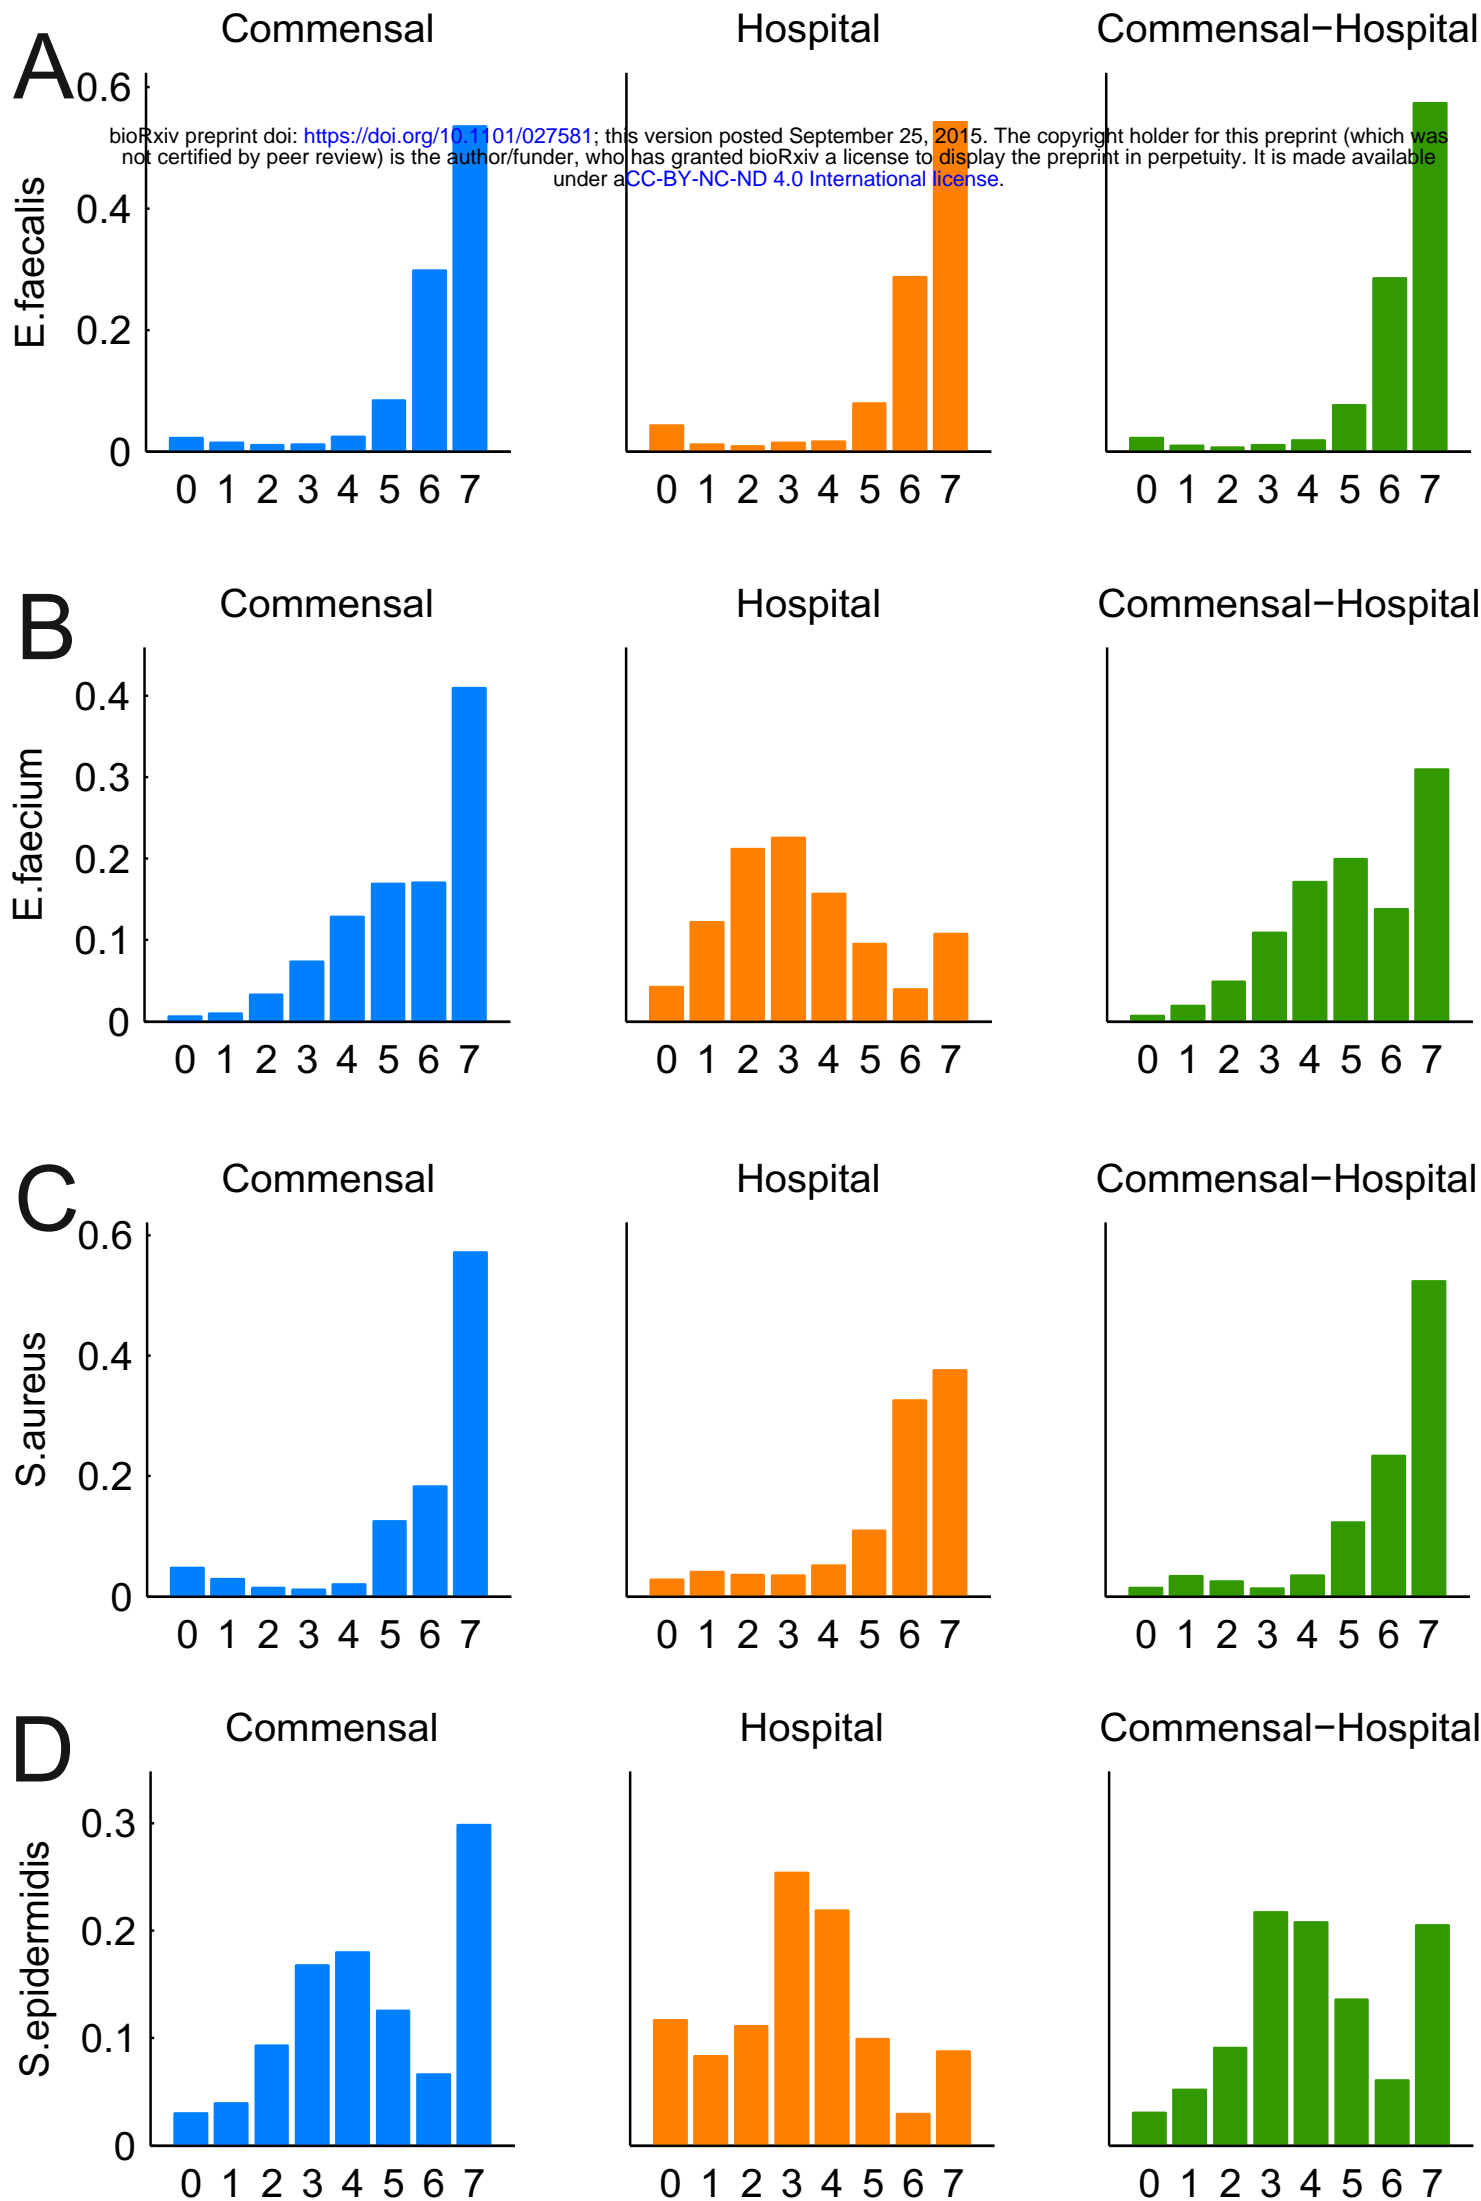 A
Commensal
Hospital
Commensal−Hospital
0.6
bioRxiv preprint doi: https://doi.org/10.1101/027581; this version posted September 25, 2015. The copyright holder for this preprint (which was
not certified by peer review) is the author/funder, who has granted bioRxiv a license to display the preprint in perpetuity. It is made available
under aCC-BY-NC-ND 4.0 International license.
0.4
E.faecalis
0.2
0
0 1 2 3 4 5 6 7
0 1 2 3 4 5 6 7
0 1 2 3 4 5 6 7
B
Commensal
Hospital
Commensal−Hospital
0.4
0.3
E.faecium
0.2
0.1
0
0 1 2 3 4 5 6 7
0 1 2 3 4 5 6 7
0 1 2 3 4 5 6 7
C
Commensal
Hospital
Commensal−Hospital
0.6
0.4
S.aureus
0.2
0
0 1 2 3 4 5 6 7
0 1 2 3 4 5 6 7
0 1 2 3 4 5 6 7
D
Commensal
Hospital
Commensal−Hospital
0.3
0.2
S.epidermidis
0.1
0
0 1 2 3 4 5 6 7
0 1 2 3 4 5 6 7
0 1 2 3 4 5 6 7